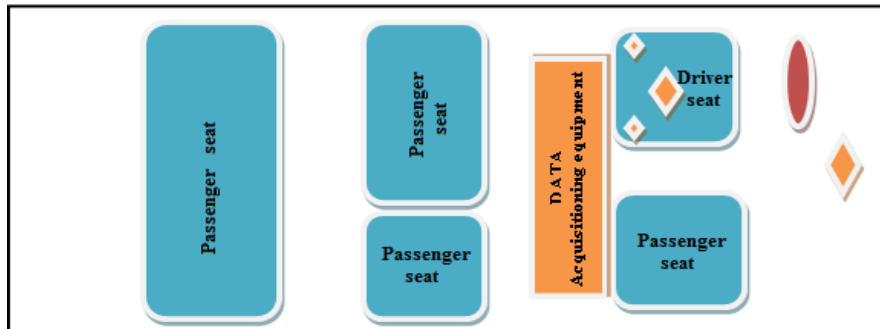 Passenger seat
Passenger
seat
Passenger
seat
DATA
Acquisitioning equipment
Driver
seat
Passenger
seat